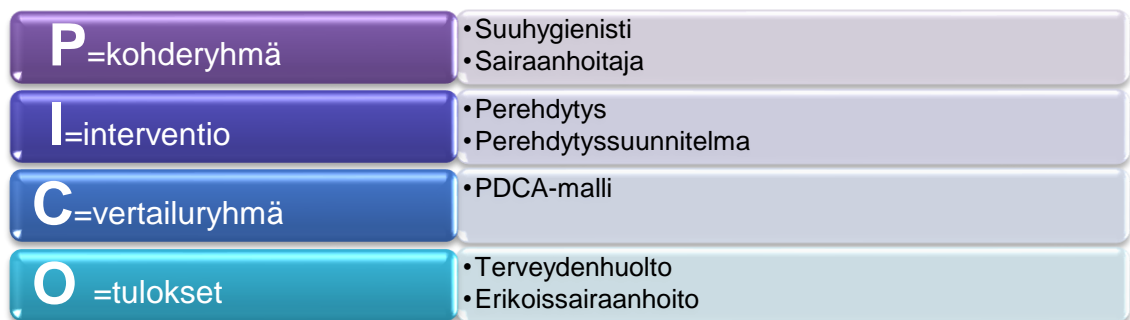 P=kohderyhmä
•Suuhygienisti
•Sairaanhoitaja
I=interventio
•Perehdytys
•Perehdytyssuunnitelma
C=vertailuryhmä
•PDCA-malli
O =tulokset
•Terveydenhuolto
•Erikoissairaanhoito